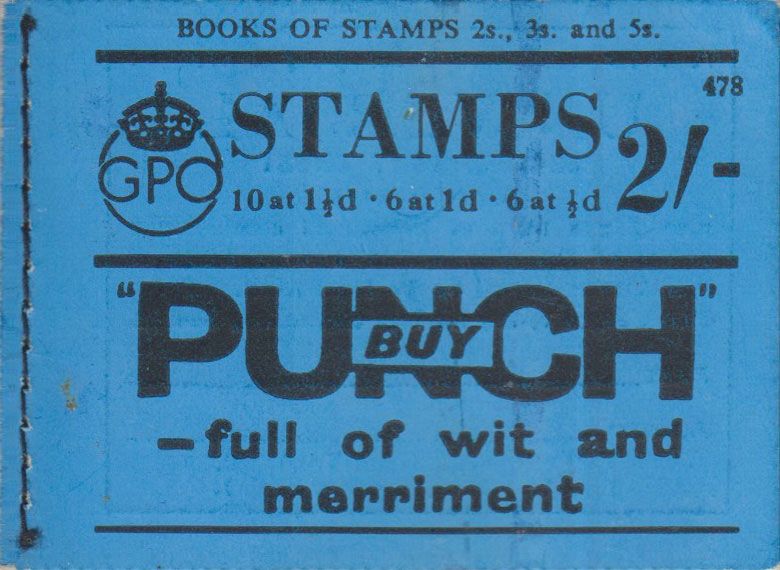 BOOKS OF STAMPS 2s., 3s. and 5s.
478
GPO
STAMPS 2/-
10 at 1½d · 6 at 1d · 6 at ½d
"PUNCH"
BUY
– full of wit and
merriment